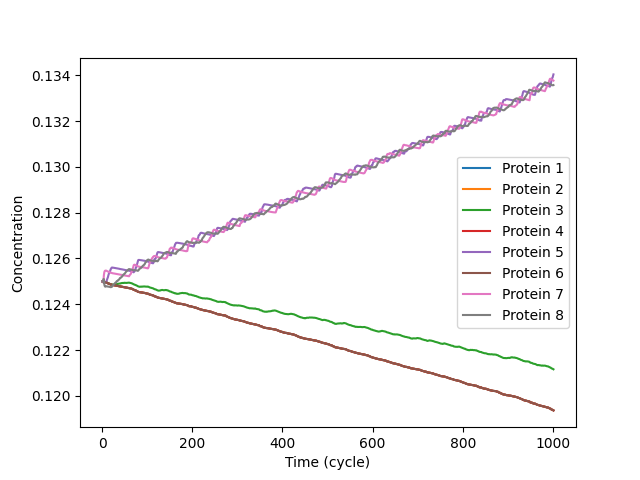 0.134
0.132
0.130
0.128
0.126
0.124
0.122
0.120
Concentration
0
200
400
600
800
1000
Time (cycle)
Protein 1
Protein 2
Protein 3
Protein 4
Protein 5
Protein 6
Protein 7
Protein 8